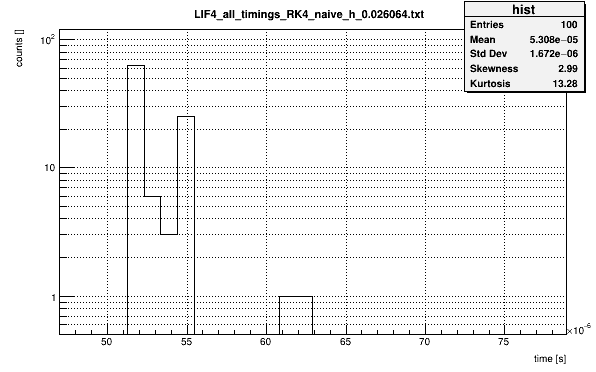 LIF4_all_timings_RK4_naive_h_0.026064.txt
hist
Entries 100
Mean 5.308e−05
Std Dev 1.672e−06
Skewness 2.99
Kurtosis 13.28
counts []
10²
10
1
50 55 60 65 70 75
×10⁻⁶
time [s]